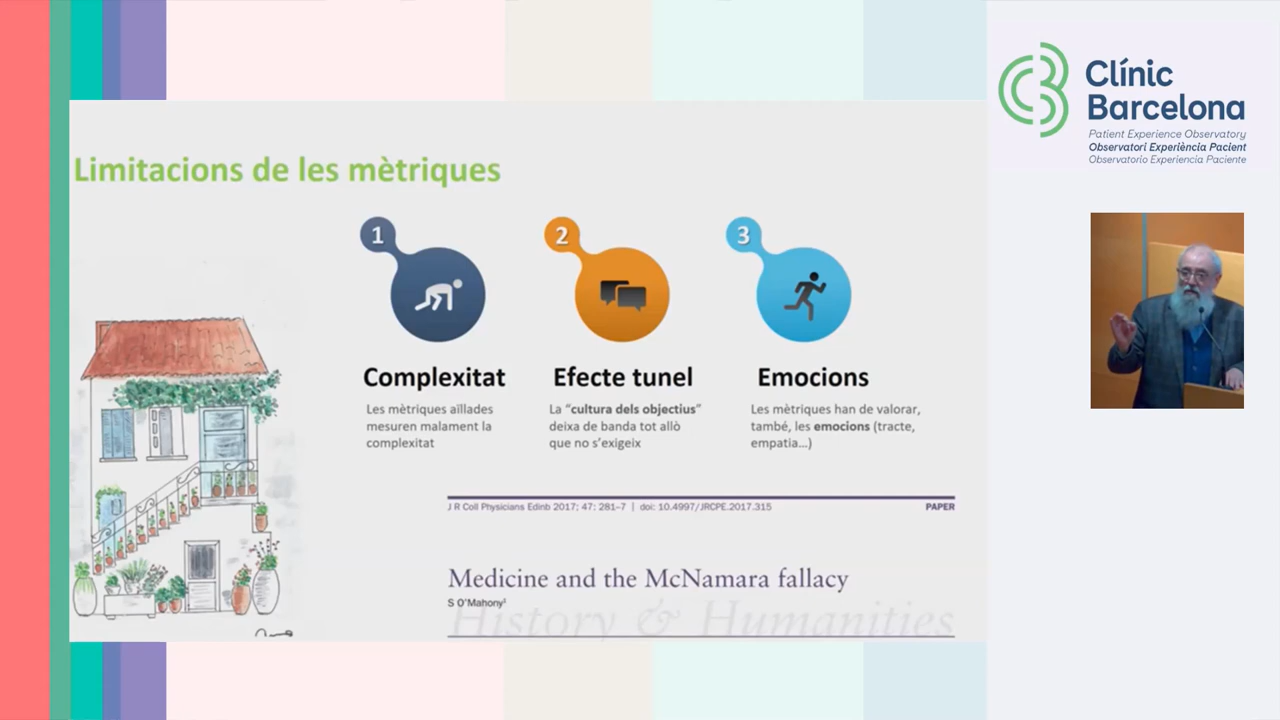 Clínic
Barcelona
Patient Experience Observatory
Observatori Experiència Pacient
Observatorio Experiencia Paciente
Limitacions de les mètriques
1
2
3
Complexitat
Efecte tunel
Emocions
Les mètriques aïllades
mesuren malament la
complexitat
La “cultura dels objectius”
deixa de banda tot allò
que no s’exigeix
Les mètriques han de valorar,
també, les emocions (tracte,
empatia…)
J R Coll Physicians Edinb 2017; 47: 281–7 | doi: 10.4997/JRCPE.2017.315
PAPER
Medicine and the McNamara fallacy
S O’Mahony¹
History & Humanities